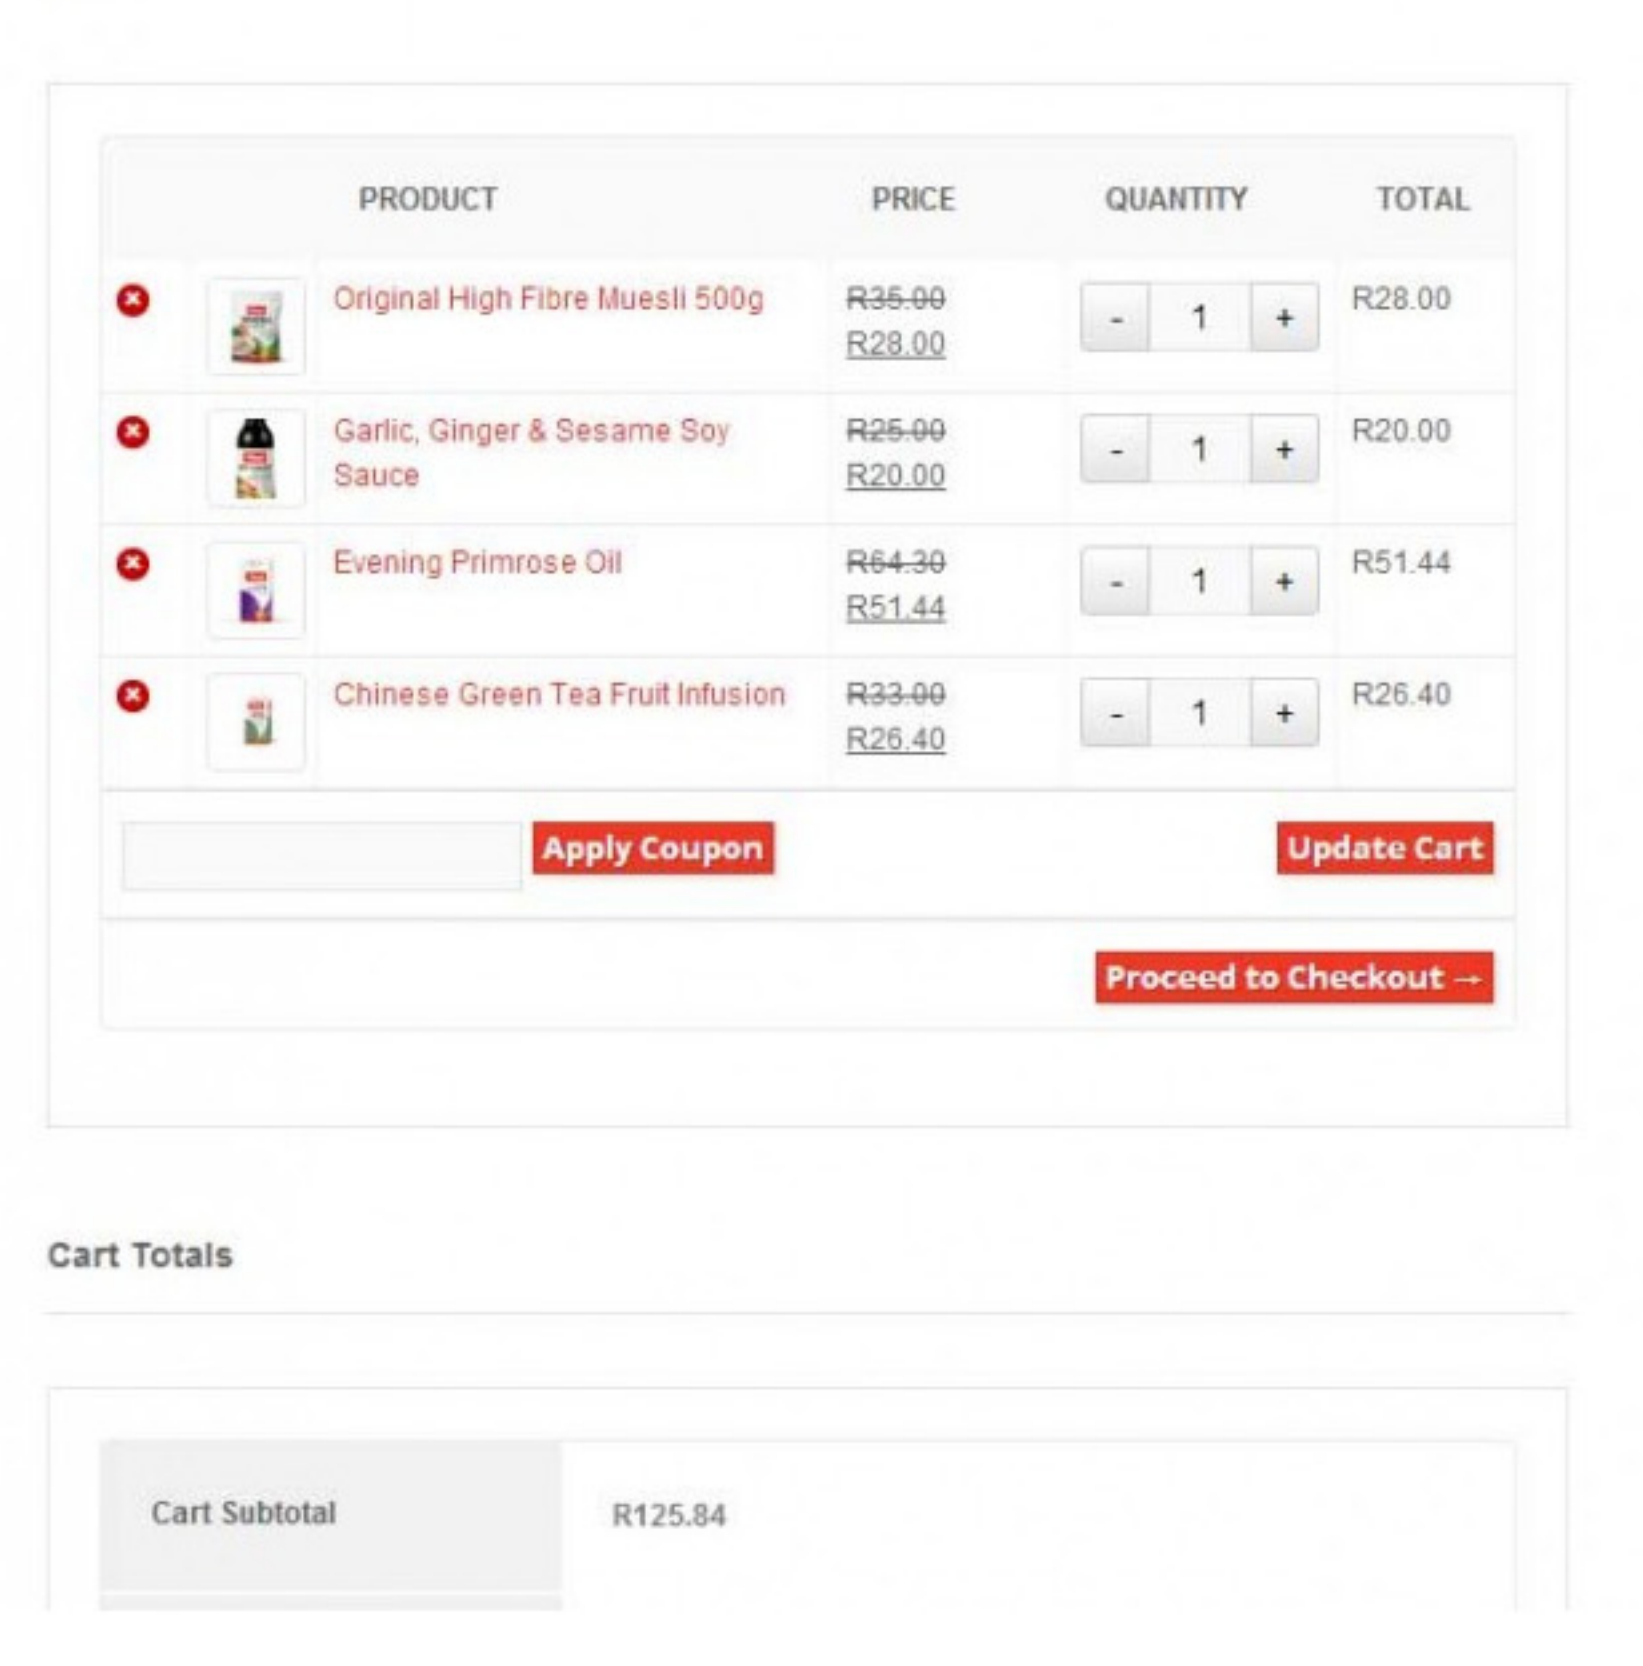 PRODUCT PRICE QUANTITY TOTAL
Original High Fibre Muesli 500g R35.00 - 1 + R28.00
R28.00
Garlic, Ginger & Sesame Soy R25.00 - 1 + R20.00
Sauce R20.00
Evening Primrose Oil R64.30 - 1 + R51.44
R51.44
Chinese Green Tea Fruit Infusion R33.00 - 1 + R26.40
R26.40
Apply Coupon Update Cart
Proceed to Checkout →
Cart Totals
Cart Subtotal R125.84